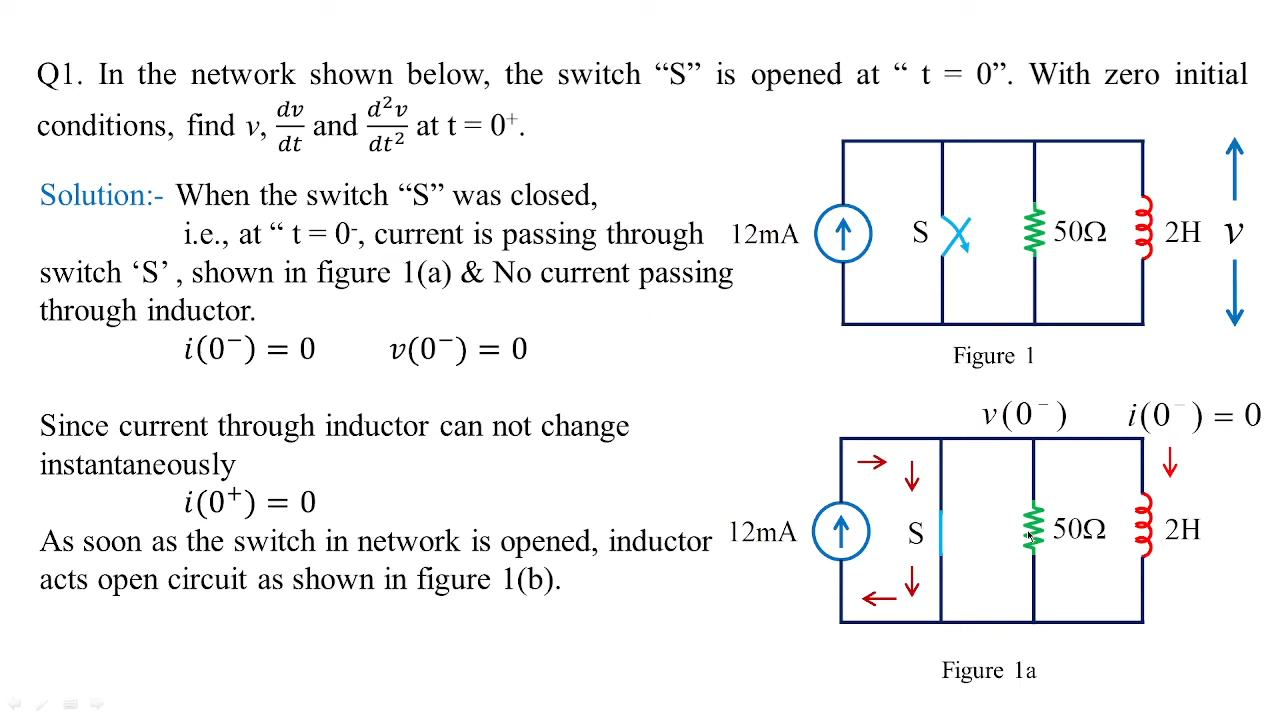 Q1. In the network shown below, the switch “S” is opened at “ t = 0”. With zero initial
conditions, find v, dv/dt and d²v/dt² at t = 0⁺.
Solution:- When the switch “S” was closed,
i.e., at “ t = 0⁻, current is passing through
switch ‘S’ , shown in figure 1(a) & No current passing
through inductor.
i(0⁻) = 0 v(0⁻) = 0
Since current through inductor can not change
instantaneously
i(0⁺) = 0
As soon as the switch in network is opened, inductor
acts open circuit as shown in figure 1(b).
12mA S 50Ω 2H v
Figure 1
v(0⁻) i(0⁻) = 0
12mA S 50Ω 2H
Figure 1a